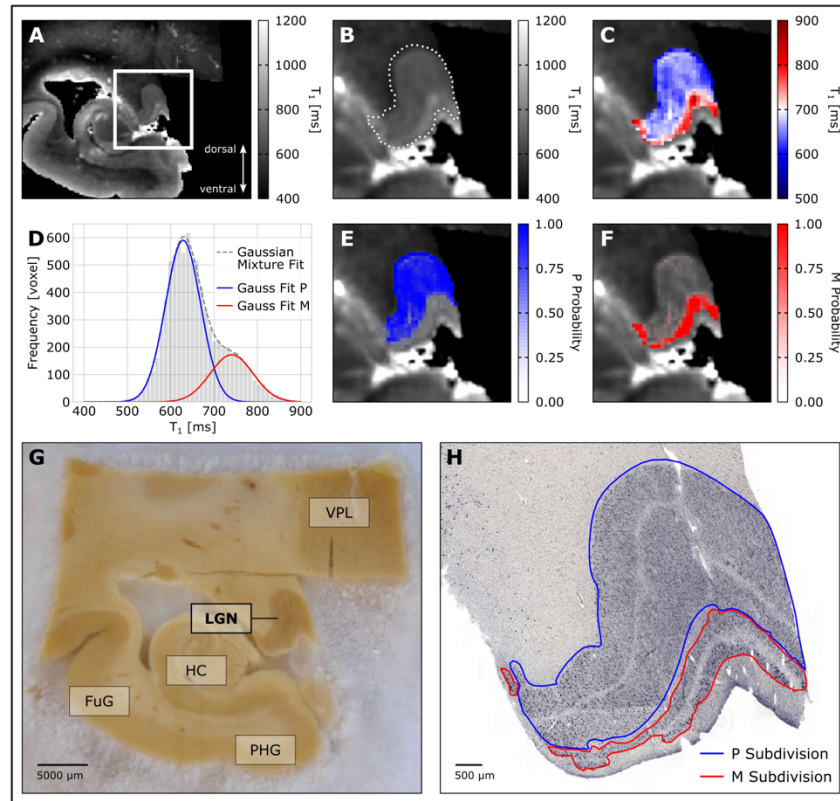 A
1200
1000
800
600
400
T₁ [ms]
dorsal
ventral
B
1200
1000
800
600
400
T₁ [ms]
C
900
800
700
600
500
T₁ [ms]
D
Frequency [voxel]
600
500
400
300
200
100
0
400 500 600 700 800 900
T₁ [ms]
Gaussian
Mixture Fit
Gauss Fit P
Gauss Fit M
E
1.00
0.75
0.50
0.25
0.00
P Probability
F
1.00
0.75
0.50
0.25
0.00
M Probability
G
VPL
LGN
HC
FuG
PHG
5000 µm
H
500 µm
P Subdivision
M Subdivision